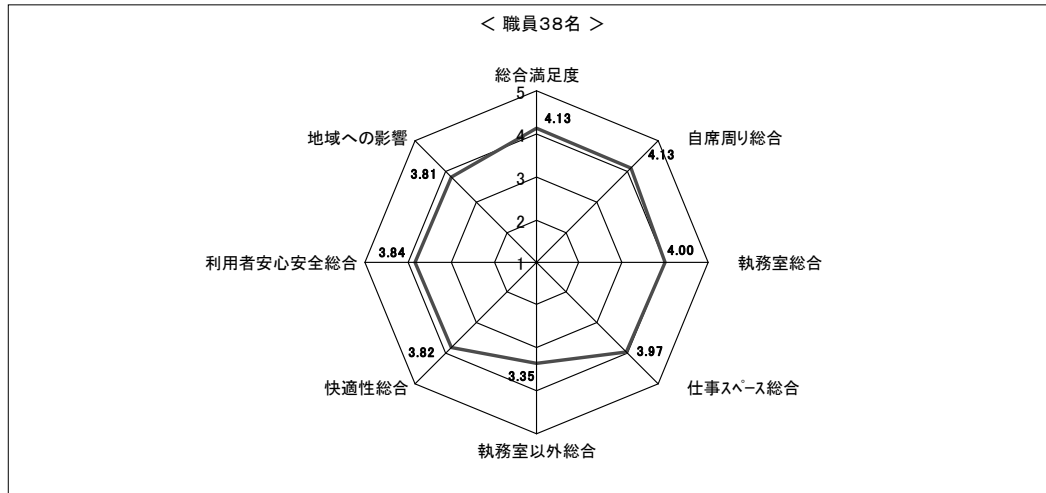 ＜ 職員３８名 ＞
総合満足度
5
4.13
地域への影響
自席周り総合
4
3.81
4.13
3
2
利用者安心安全総合
3.84
1
4.00
執務室総合
3.82
3.97
3.35
快適性総合
仕事ｽﾍﾟｰｽ総合
執務室以外総合